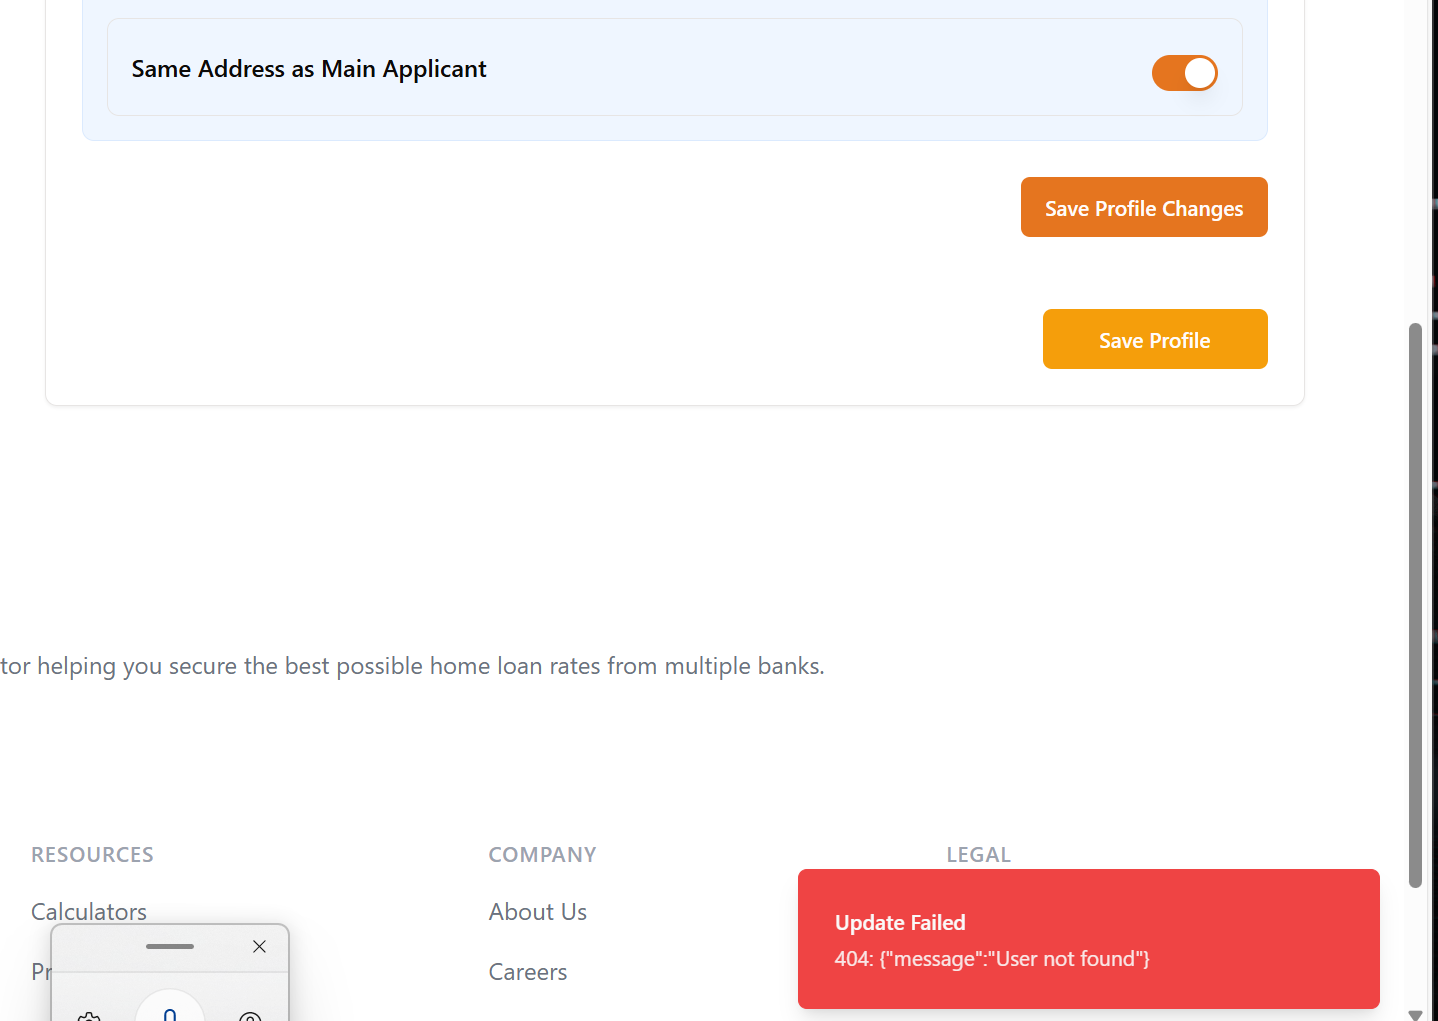 Same Address as Main Applicant
Save Profile Changes
Save Profile
tor helping you secure the best possible home loan rates from multiple banks.
RESOURCES
COMPANY
LEGAL
Calculators
About Us
Careers
Update Failed
404: {"message":"User not found"}